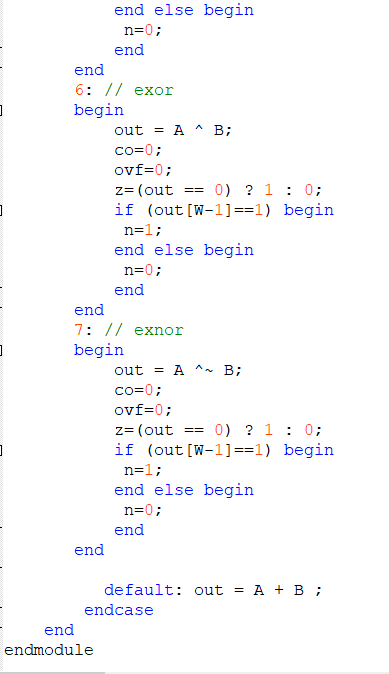 end else begin
n=0;
end
end
6: // exor
begin
out = A ^ B;
co=0;
ovf=0;
z=(out == 0) ? 1 : 0;
if (out[W-1]==1) begin
n=1;
end else begin
n=0;
end
end
7: // exnor
begin
out = A ^~ B;
co=0;
ovf=0;
z=(out == 0) ? 1 : 0;
if (out[W-1]==1) begin
n=1;
end else begin
n=0;
end
end
default: out = A + B ;
endcase
end
endmodule